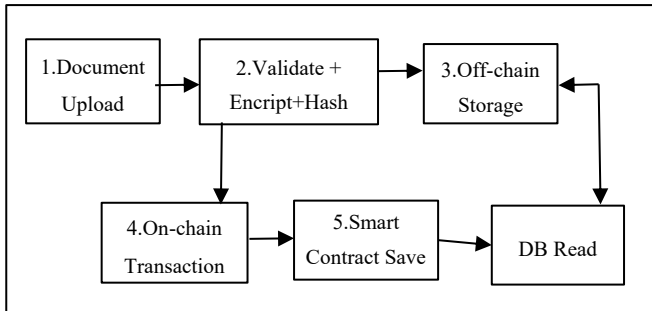 1.Document
Upload
2.Validate +
Encript+Hash
3.Off-chain
Storage
4.On-chain
Transaction
5.Smart
Contract Save
DB Read